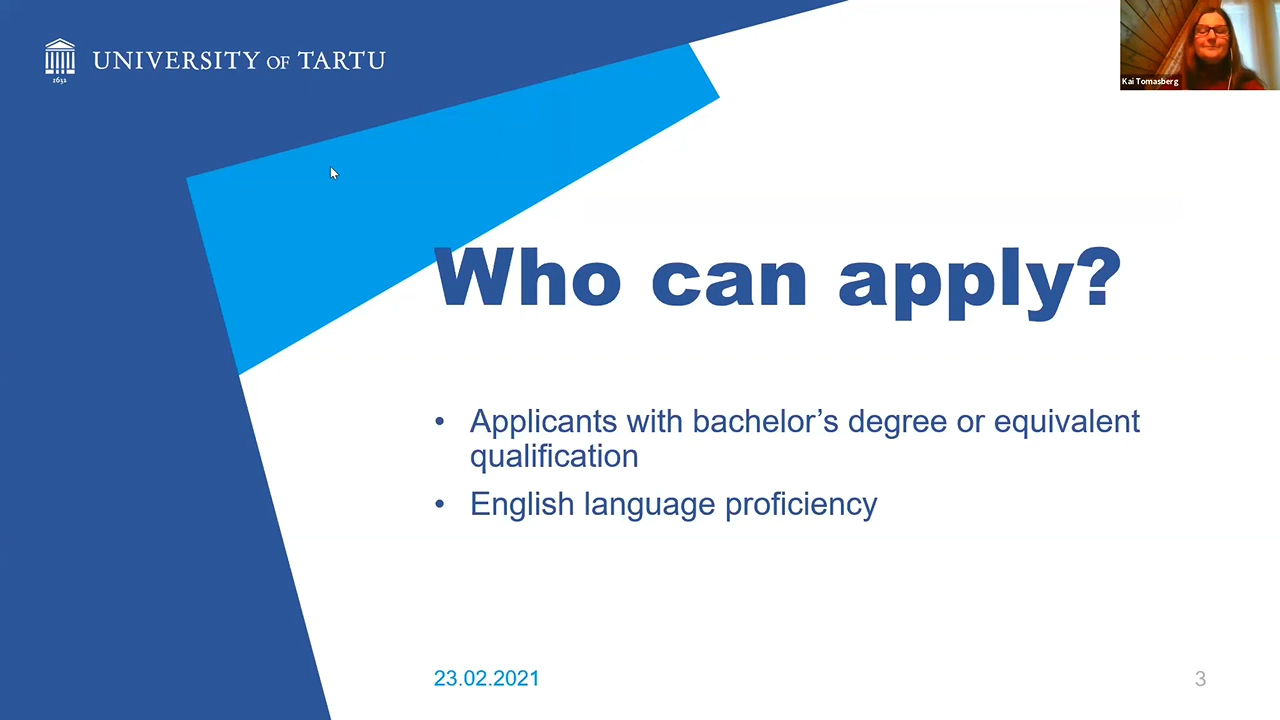 UNIVERSITY OF TARTU
1632
Kai Tomasberg
Who can apply?
• Applicants with bachelor’s degree or equivalent
qualification
• English language proficiency
23.02.2021
3